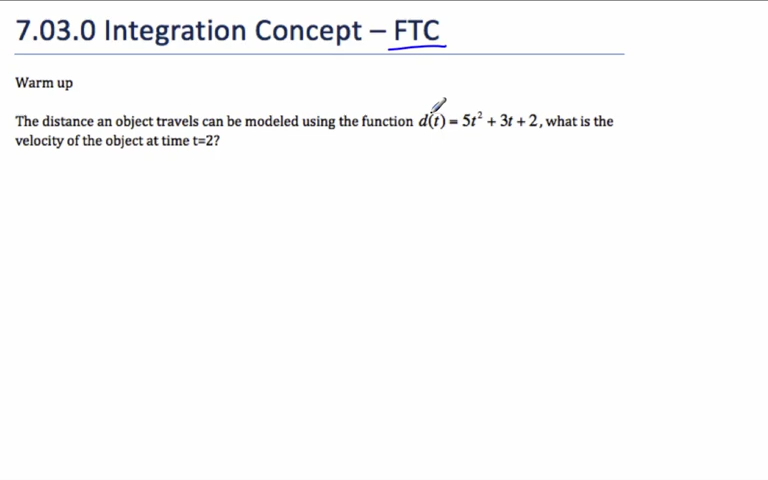 7.03.0 Integration Concept – FTC
Warm up
The distance an object travels can be modeled using the function d(t) = 5t² + 3t + 2, what is the
velocity of the object at time t=2?